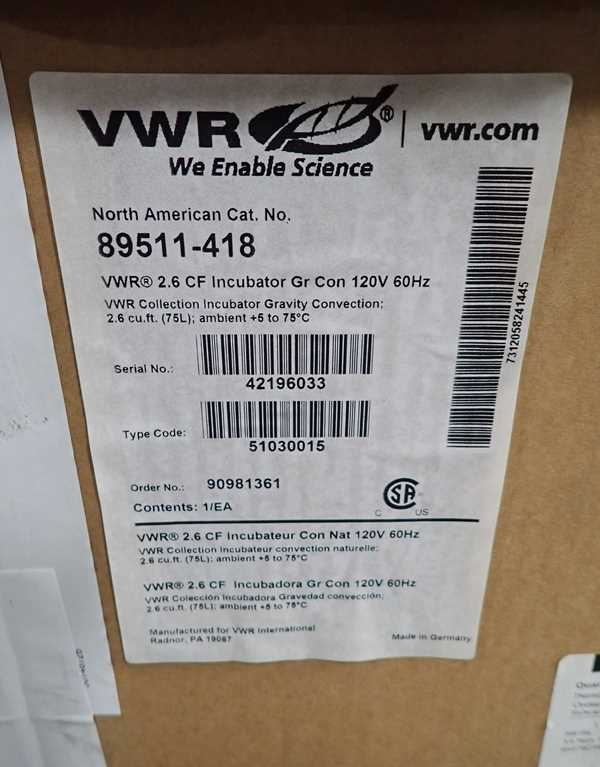 VWR® | vwr.com
We Enable Science
North American Cat. No.
89511-418
VWR® 2.6 CF Incubator Gr Con 120V 60Hz
VWR Collection Incubator Gravity Convection;
2.6 cu.ft. (75L); ambient +5 to 75°C
Serial No.:
42196033
Type Code:
51030015
7312058241445
Order No.: 90981361
Contents: 1/EA
C SA US
VWR® 2.6 CF Incubateur Con Nat 120V 60Hz
VWR Collection Incubateur convection naturelle;
2.6 cu.ft. (75L); ambient +5 to 75°C
VWR® 2.6 CF Incubadora Gr Con 120V 60Hz
VWR Colección Incubadora Gravedad convección;
2.6 cu.ft. (75L); ambient +5 to 75°C
Manufactured for VWR International
Radnor, PA 19087
Made in Germany